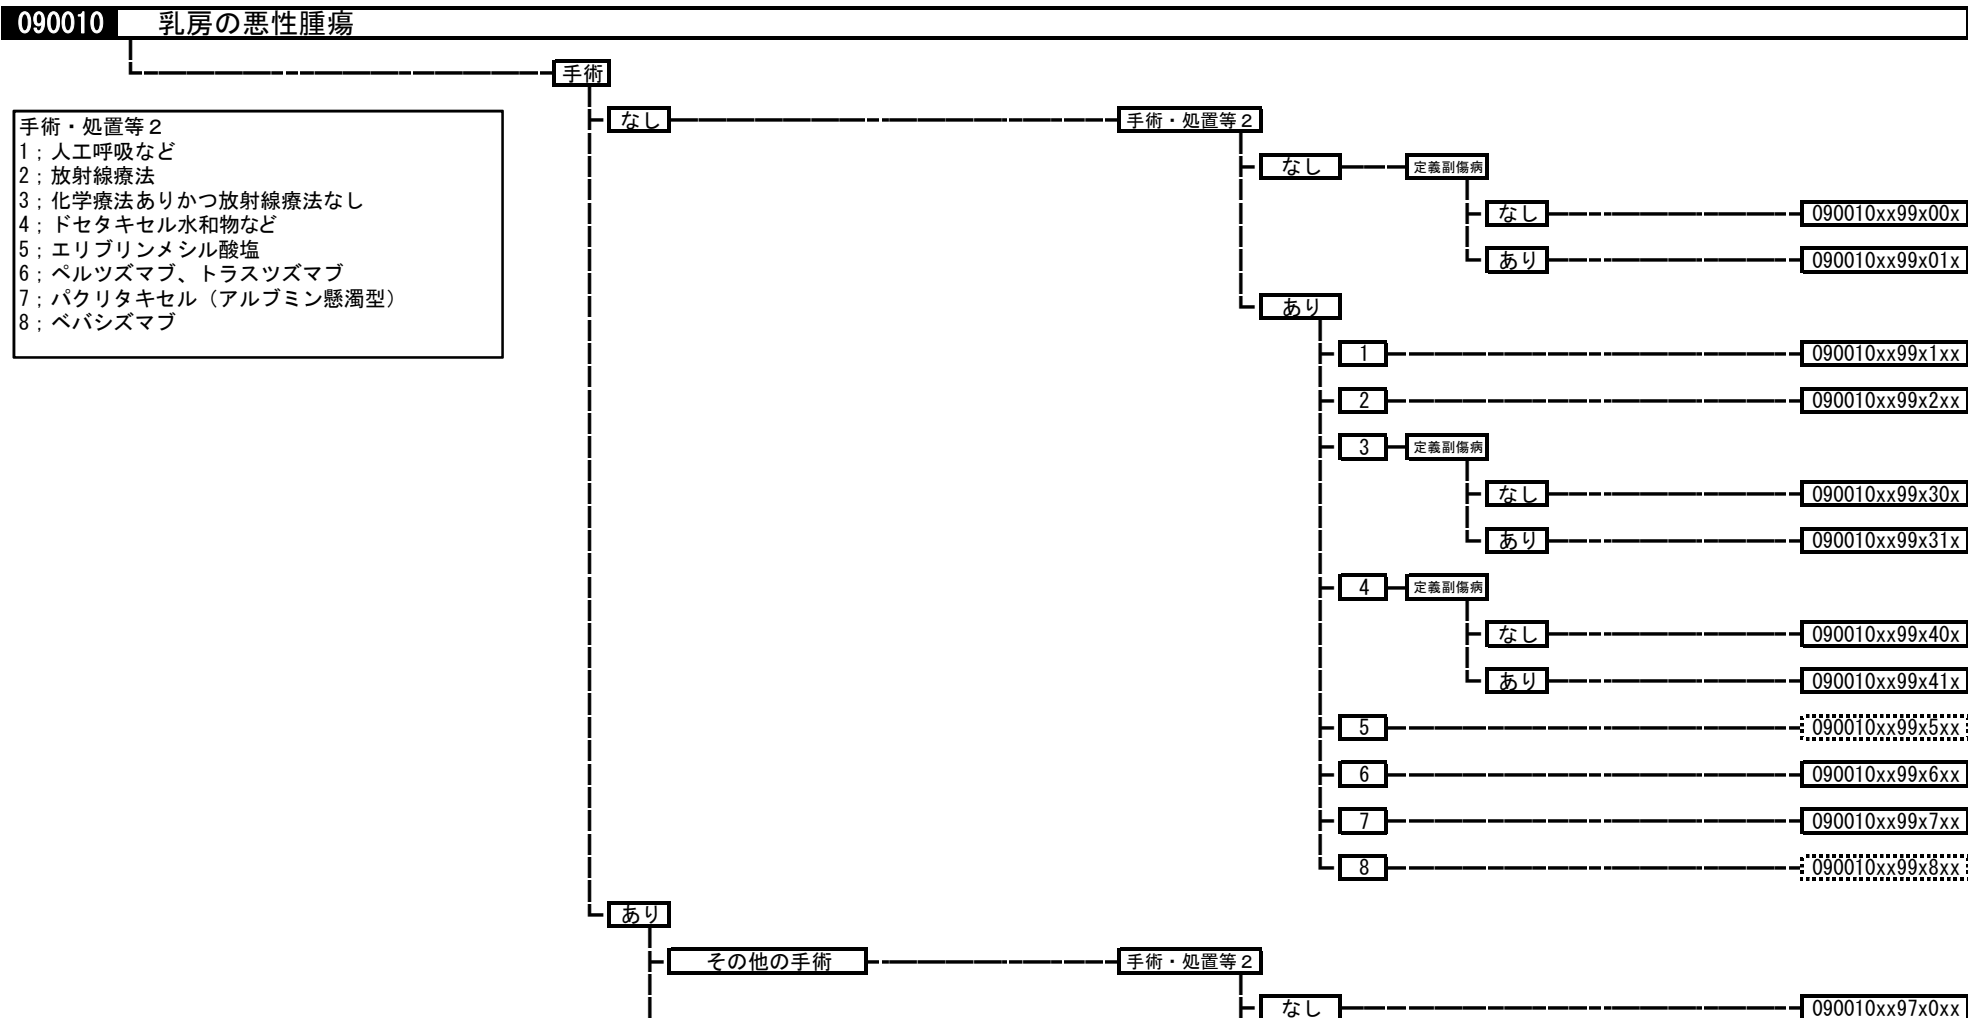 090010 乳房の悪性腫瘍
手術
手術・処置等２
1；人工呼吸など
2；放射線療法
3；化学療法ありかつ放射線療法なし
4；ドセタキセル水和物など
5；エリブリンメシル酸塩
6；ペルツズマブ、トラスツズマブ
7；パクリタキセル（アルブミン懸濁型）
8；ベバシズマブ
なし 手術・処置等２
なし 定義副傷病
なし 090010xx99x00x
あり 090010xx99x01x
あり
1 090010xx99x1xx
2 090010xx99x2xx
3 定義副傷病
なし 090010xx99x30x
あり 090010xx99x31x
4 定義副傷病
なし 090010xx99x40x
あり 090010xx99x41x
5 090010xx99x5xx
6 090010xx99x6xx
7 090010xx99x7xx
8 090010xx99x8xx
あり
その他の手術 手術・処置等２
なし 090010xx97x0xx